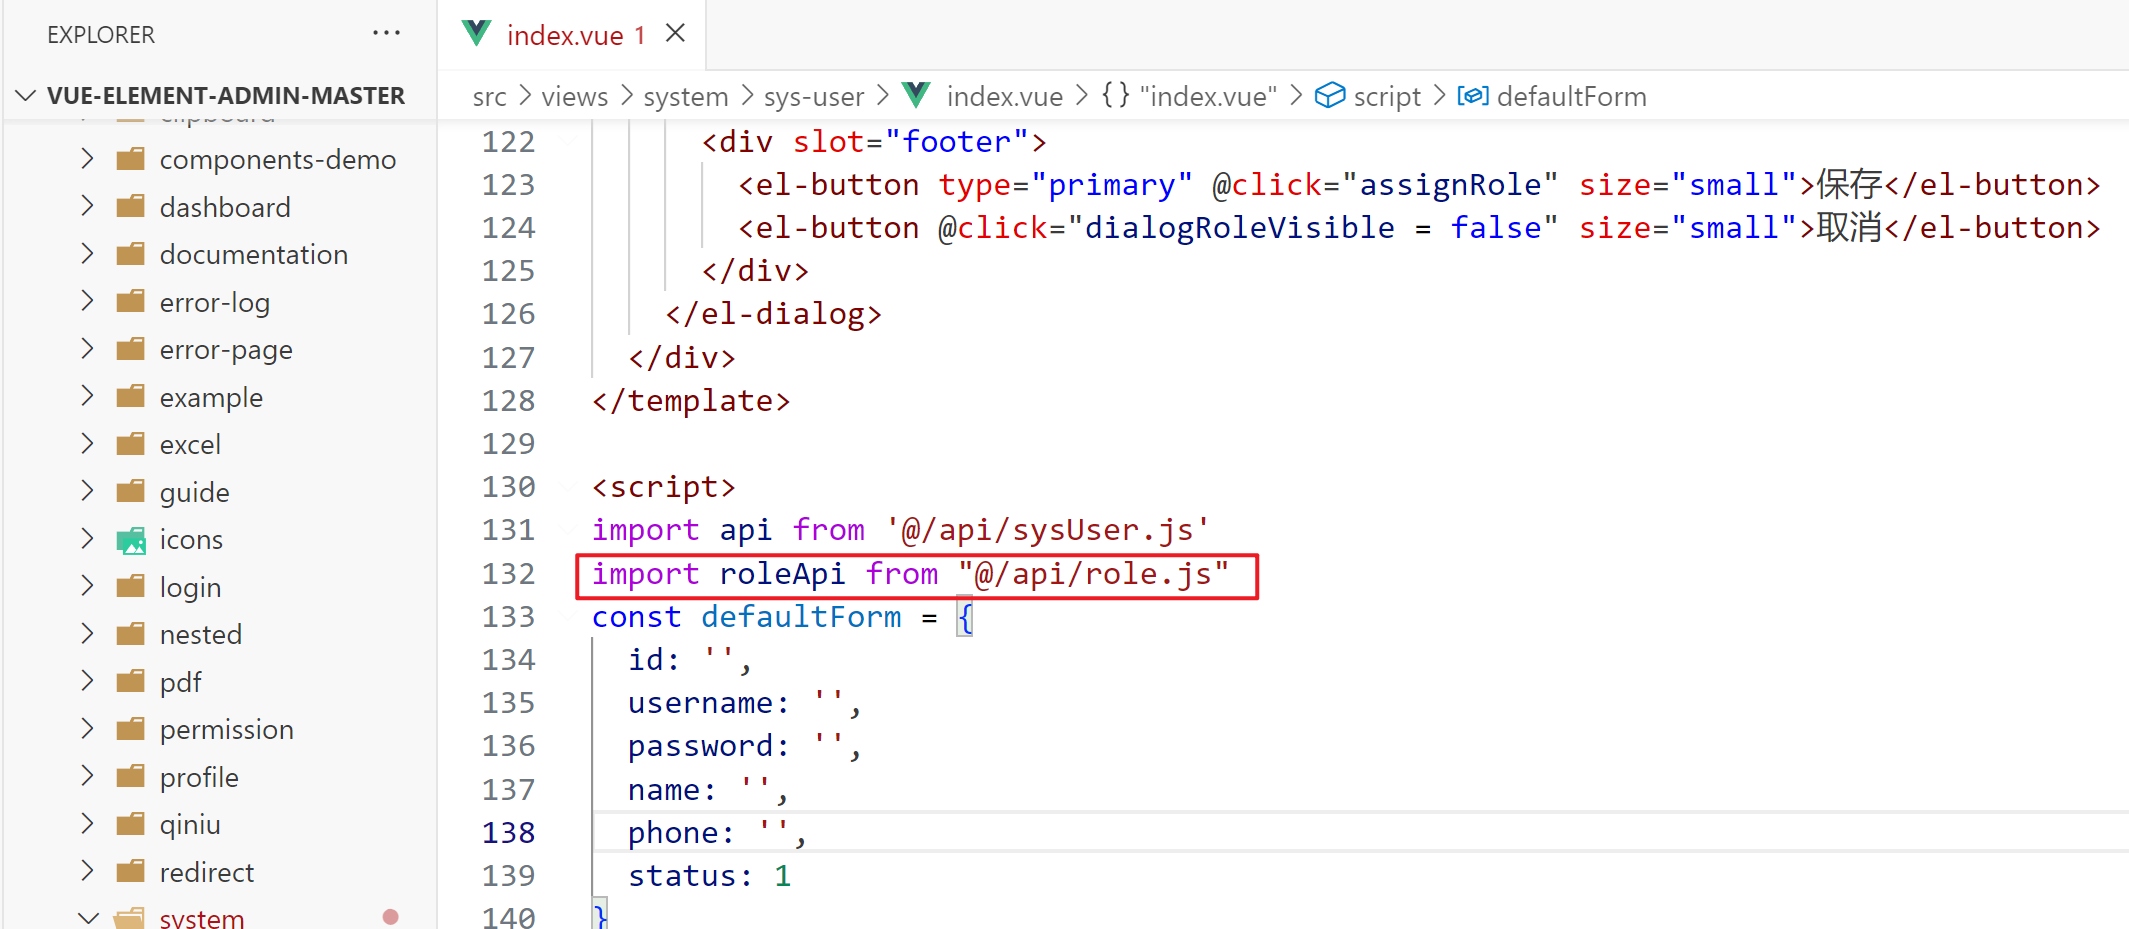 EXPLORER
···
VUE-ELEMENT-ADMIN-MASTER
clipboard
components-demo
dashboard
documentation
error-log
error-page
example
excel
guide
icons
login
nested
pdf
permission
profile
qiniu
redirect
system
index.vue 1
src > views > system > sys-user > index.vue > {} "index.vue" > script > defaultForm
122 <div slot="footer">
123 <el-button type="primary" @click="assignRole" size="small">保存</el-button>
124 <el-button @click="dialogRoleVisible = false" size="small">取消</el-button>
125 </div>
126 </el-dialog>
127 </div>
128 </template>
129
130 <script>
131 import api from '@/api/sysUser.js'
132 import roleApi from "@/api/role.js"
133 const defaultForm = {
134 id: '',
135 username: '',
136 password: '',
137 name: '',
138 phone: '',
139 status: 1
140 }